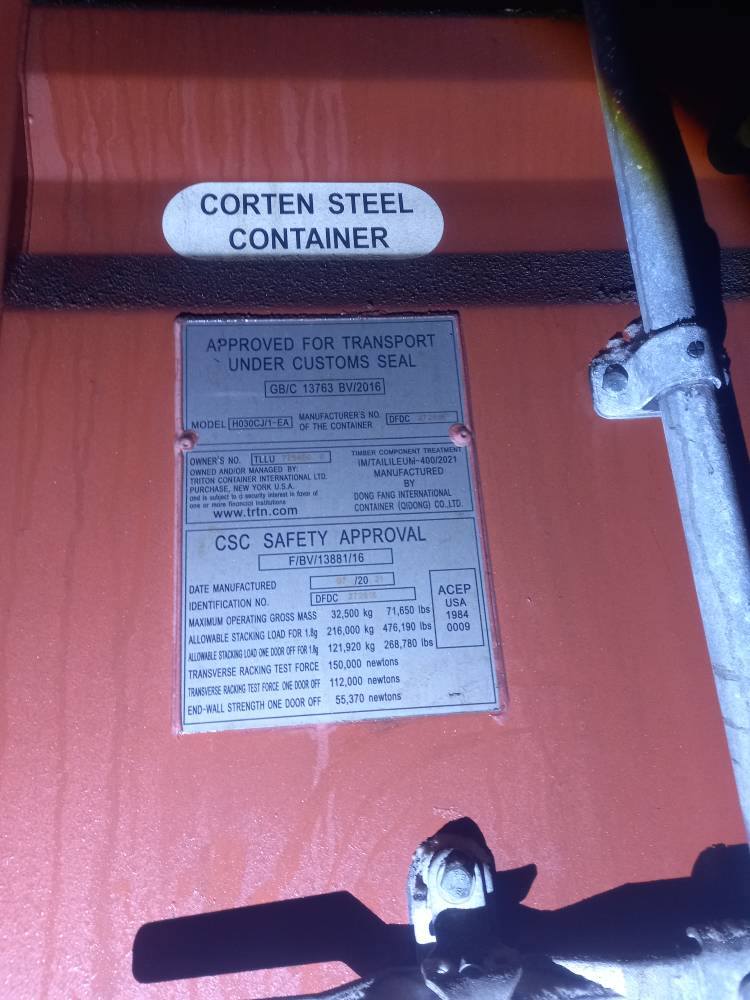 CORTEN STEEL
CONTAINER
APPROVED FOR TRANSPORT
UNDER CUSTOMS SEAL
GB/C 13763 BV/2016
MODEL H030CJ/1-EA MANUFACTURER'S NO. OF THE CONTAINER DFDC
OWNER'S NO. TLLU
OWNED AND/OR MANAGED BY:
TRITON CONTAINER INTERNATIONAL LTD.
PURCHASE, NEW YORK U.S.A.
and is subject to a security interest in favor of
one or more financial institutions
www.trtn.com
TIMBER COMPONENT TREATMENT
IM/TAILILEUM-400/2021
MANUFACTURED
BY
DONG FANG INTERNATIONAL
CONTAINER (QIDONG) CO.,LTD.
CSC SAFETY APPROVAL
F/BV/13881/16
DATE MANUFACTURED /20
IDENTIFICATION NO. DFDC
MAXIMUM OPERATING GROSS MASS 32,500 kg 71,650 lbs
ALLOWABLE STACKING LOAD FOR 1.8g 216,000 kg 476,190 lbs
ALLOWABLE STACKING LOAD ONE DOOR OFF FOR 1.8g 121,920 kg 268,780 lbs
TRANSVERSE RACKING TEST FORCE 150,000 newtons
TRANSVERSE RACKING TEST FORCE ONE DOOR OFF 112,000 newtons
END-WALL STRENGTH ONE DOOR OFF 55,370 newtons
ACEP
USA
1984
0009